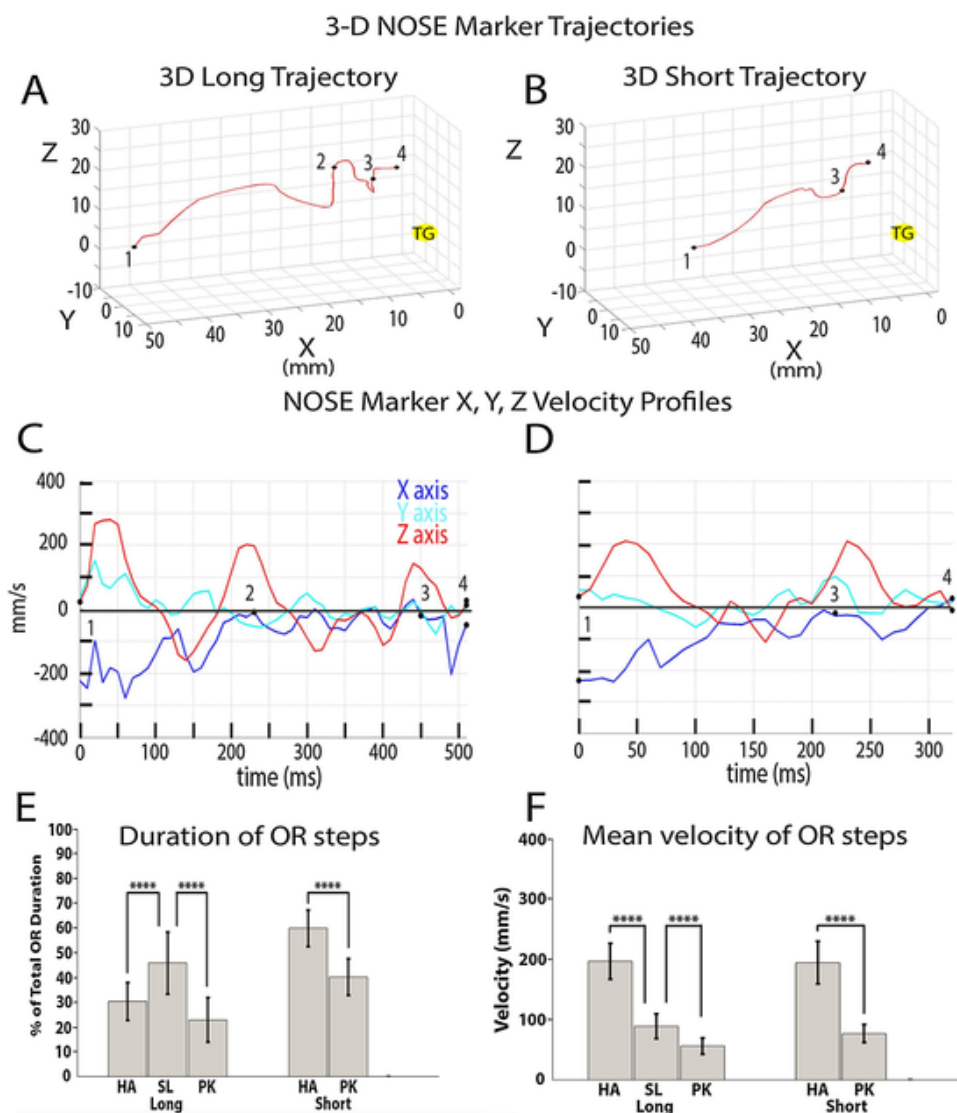 3-D NOSE Marker Trajectories
A 3D Long Trajectory
B 3D Short Trajectory
Z 30 20 10 0 -10
1 2 3 4 TG
Y 0 10
50 40 30 20 10 0
X
(mm)
Z 30 20 10 0 -10
1 3 4 TG
Y 0 10
50 40 30 20 10 0
X
(mm)
NOSE Marker X, Y, Z Velocity Profiles
C
D
400 200 0 -200 -400
mm/s
X axis
Y axis
Z axis
1 2 3 4
0 100 200 300 400 500
time (ms)
1 3 4
0 50 100 150 200 250 300
time (ms)
E Duration of OR steps
% of Total OR Duration
100
90
80
70
60
50
40
30
20
10
0
**** **** ****
HA SL PK HA PK
Long Short
F Mean velocity of OR steps
Velocity (mm/s)
400
300
200
100
0
**** **** ****
HA SL PK HA PK
Long Short